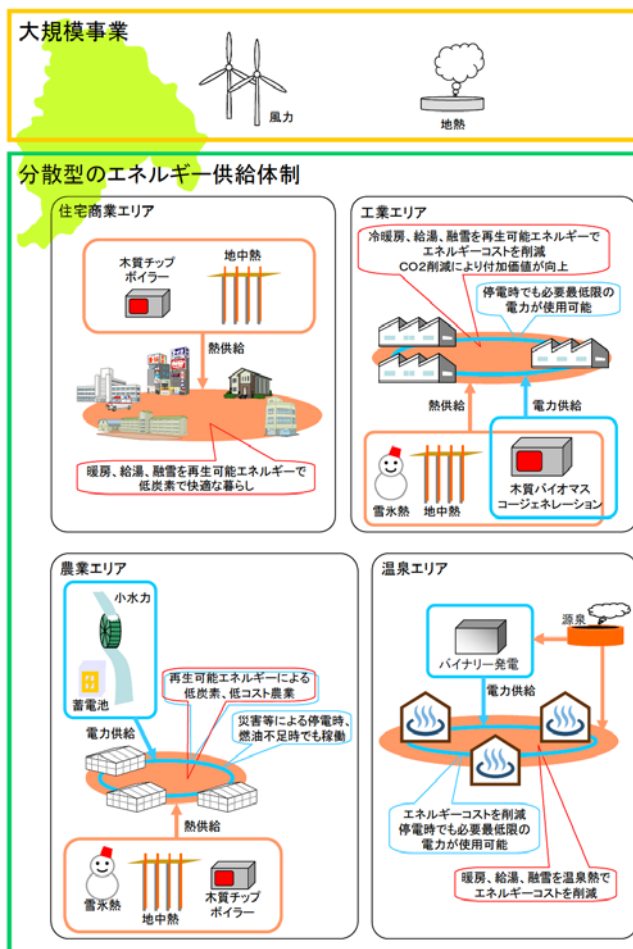 大規模事業
風力
地熱
分散型のエネルギー供給体制
住宅商業エリア
木質チップ
ボイラー
地中熱
熱供給
暖房、給湯、融雪を再生可能エネルギーで
低炭素で快適な暮らし
工業エリア
冷暖房、給湯、融雪を再生可能エネルギーで
エネルギーコストを削減
CO2削減により付加価値が向上
停電時でも必要最低限の
電力が使用可能
熱供給
電力供給
雪氷熱
地中熱
木質バイオマス
コージェネレーション
農業エリア
小水力
蓄電池
電力供給
再生可能エネルギーによる
低炭素、低コスト農業
災害等による停電時、
燃油不足時でも稼働
熱供給
雪氷熱
地中熱
木質チップ
ボイラー
温泉エリア
源泉
バイナリー発電
電力供給
エネルギーコストを削減
停電時でも必要最低限の
電力が使用可能
暖房、給湯、融雪を温泉熱で
エネルギーコストを削減